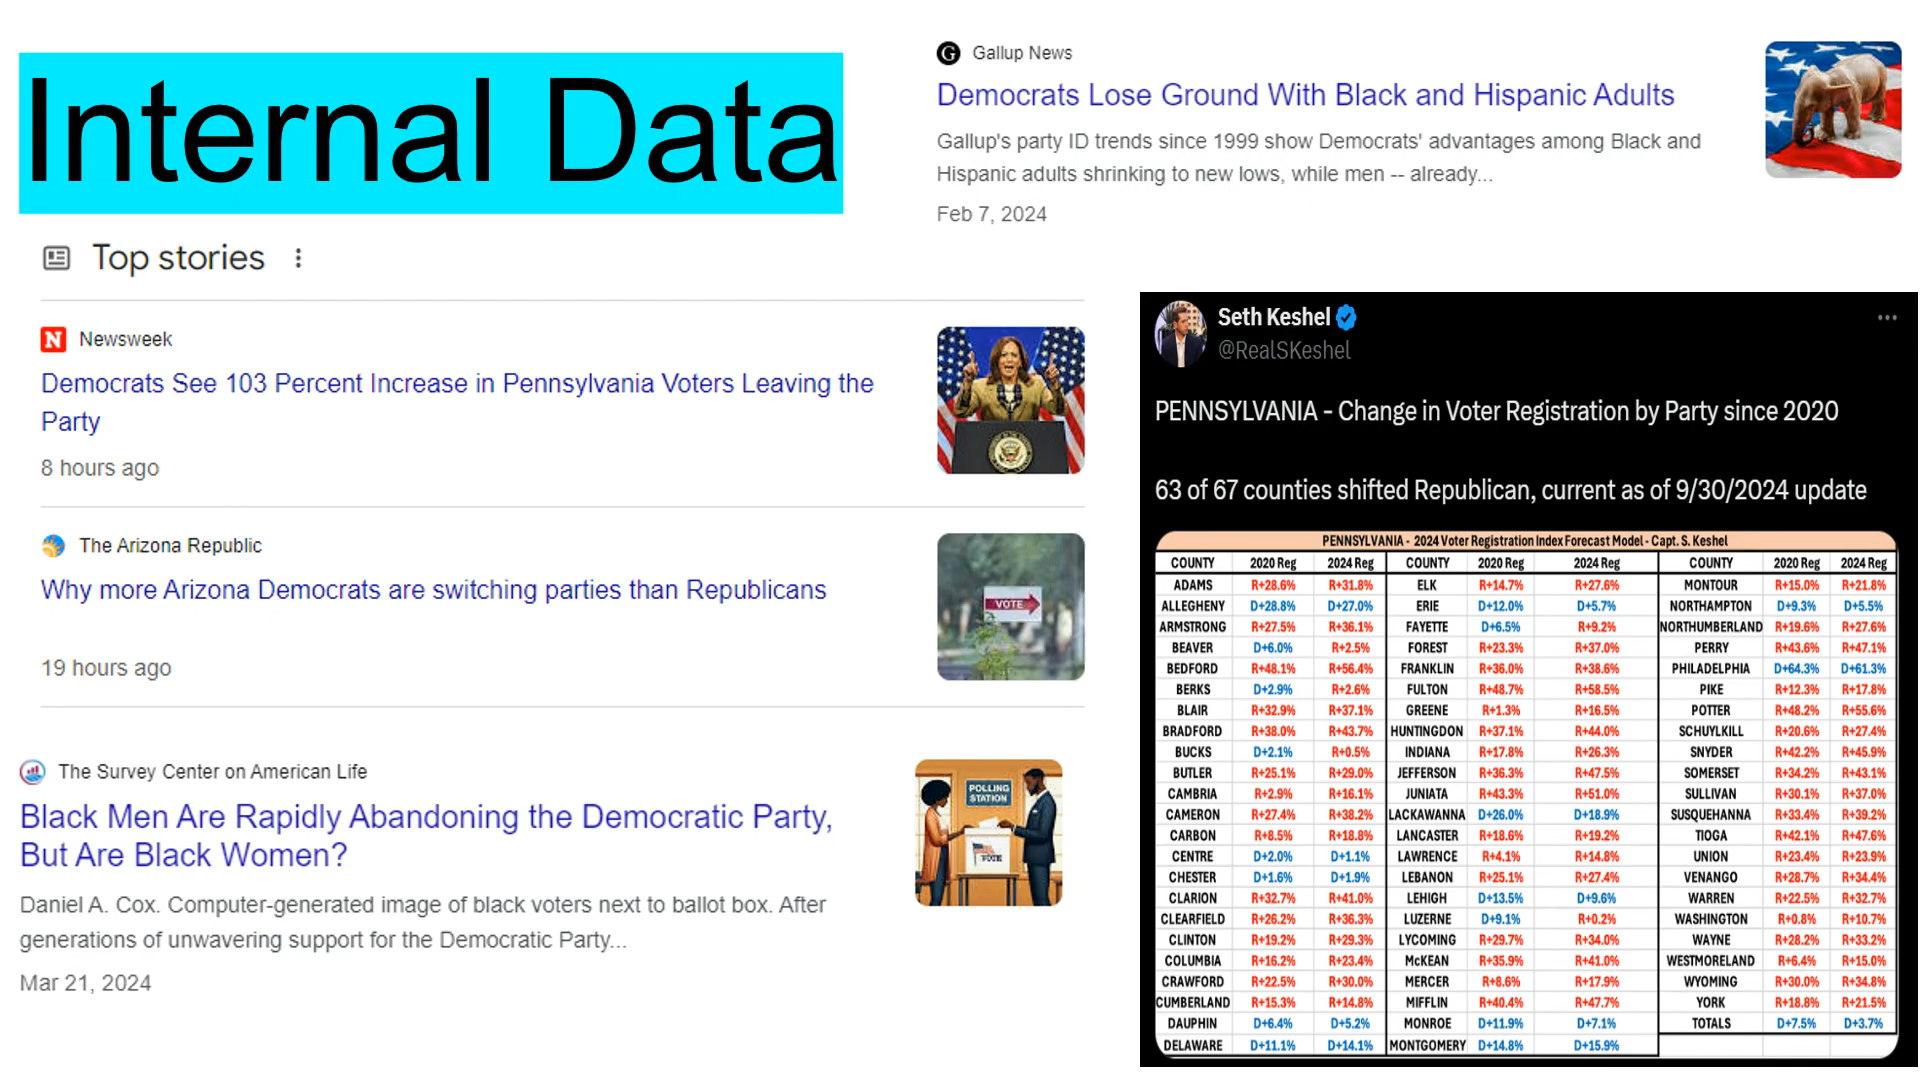 Internal Data
Gallup News
Democrats Lose Ground With Black and Hispanic Adults
Gallup's party ID trends since 1999 show Democrats' advantages among Black and
Hispanic adults shrinking to new lows, while men -- already...
Feb 7, 2024
Top stories
Newsweek
Democrats See 103 Percent Increase in Pennsylvania Voters Leaving the
Party
8 hours ago
The Arizona Republic
Why more Arizona Democrats are switching parties than Republicans
19 hours ago
VOTE
The Survey Center on American Life
Black Men Are Rapidly Abandoning the Democratic Party,
But Are Black Women?
Daniel A. Cox. Computer-generated image of black voters next to ballot box. After
generations of unwavering support for the Democratic Party...
Mar 21, 2024
POLLING
STATION
VOTE
Seth Keshel
@RealSKeshel
PENNSYLVANIA - Change in Voter Registration by Party since 2020
63 of 67 counties shifted Republican, current as of 9/30/2024 update
PENNSYLVANIA - 2024 Voter Registration Index Forecast Model - Capt. S. Keshel
COUNTY 2020 Reg 2024 Reg COUNTY 2020 Reg 2024 Reg COUNTY 2020 Reg 2024 Reg
ADAMS R+28.6% R+31.8% ELK R+14.7% R+27.6% MONTOUR R+15.0% R+21.8%
ALLEGHENY D+28.8% D+27.0% ERIE D+12.0% D+5.7% NORTHAMPTON D+9.3% D+5.5%
ARMSTRONG R+27.5% R+36.1% FAYETTE D+6.5% R+9.2% NORTHUMBERLAND R+19.6% R+27.6%
BEAVER D+6.0% R+2.5% FOREST R+23.3% R+37.0% PERRY R+43.6% R+47.1%
BEDFORD R+48.1% R+56.4% FRANKLIN R+36.0% R+38.6% PHILADELPHIA D+64.3% D+61.3%
BERKS D+2.9% R+2.6% FULTON R+48.7% R+58.5% PIKE R+12.3% R+17.8%
BLAIR R+32.9% R+37.1% GREENE R+1.3% R+16.5% POTTER R+48.2% R+55.6%
BRADFORD R+38.0% R+43.7% HUNTINGDON R+37.1% R+44.0% SCHUYLKILL R+20.6% R+27.4%
BUCKS D+2.1% R+0.5% INDIANA R+17.8% R+26.3% SNYDER R+42.2% R+45.9%
BUTLER R+25.1% R+29.0% JEFFERSON R+36.3% R+47.5% SOMERSET R+34.2% R+43.1%
CAMBRIA R+2.9% R+16.1% JUNIATA R+43.3% R+51.0% SULLIVAN R+30.1% R+37.0%
CAMERON R+27.4% R+38.2% LACKAWANNA D+26.0% D+18.9% SUSQUEHANNA R+33.4% R+39.2%
CARBON R+8.5% R+18.8% LANCASTER R+18.6% R+19.2% TIOGA R+42.1% R+47.6%
CENTRE D+2.0% D+1.1% LAWRENCE R+4.1% R+14.8% UNION R+23.4% R+23.9%
CHESTER D+1.6% D+1.9% LEBANON R+25.1% R+27.4% VENANGO R+28.7% R+34.4%
CLARION R+32.7% R+41.0% LEHIGH D+13.5% D+9.6% WARREN R+22.5% R+32.7%
CLEARFIELD R+26.2% R+36.3% LUZERNE D+9.1% R+0.2% WASHINGTON R+0.8% R+10.7%
CLINTON R+19.2% R+29.3% LYCOMING R+29.7% R+34.0% WAYNE R+28.2% R+33.2%
COLUMBIA R+16.2% R+23.4% McKEAN R+35.9% R+41.0% WESTMORELAND R+6.4% R+15.0%
CRAWFORD R+22.5% R+30.0% MERCER R+8.6% R+17.9% WYOMING R+30.0% R+34.8%
CUMBERLAND R+15.3% R+14.8% MIFFLIN R+40.4% R+47.7% YORK R+18.8% R+21.5%
DAUPHIN D+6.4% D+5.2% MONROE D+11.9% D+7.1% TOTALS D+7.5% D+3.7%
DELAWARE D+11.1% D+14.1% MONTGOMERY D+14.8% D+15.9%